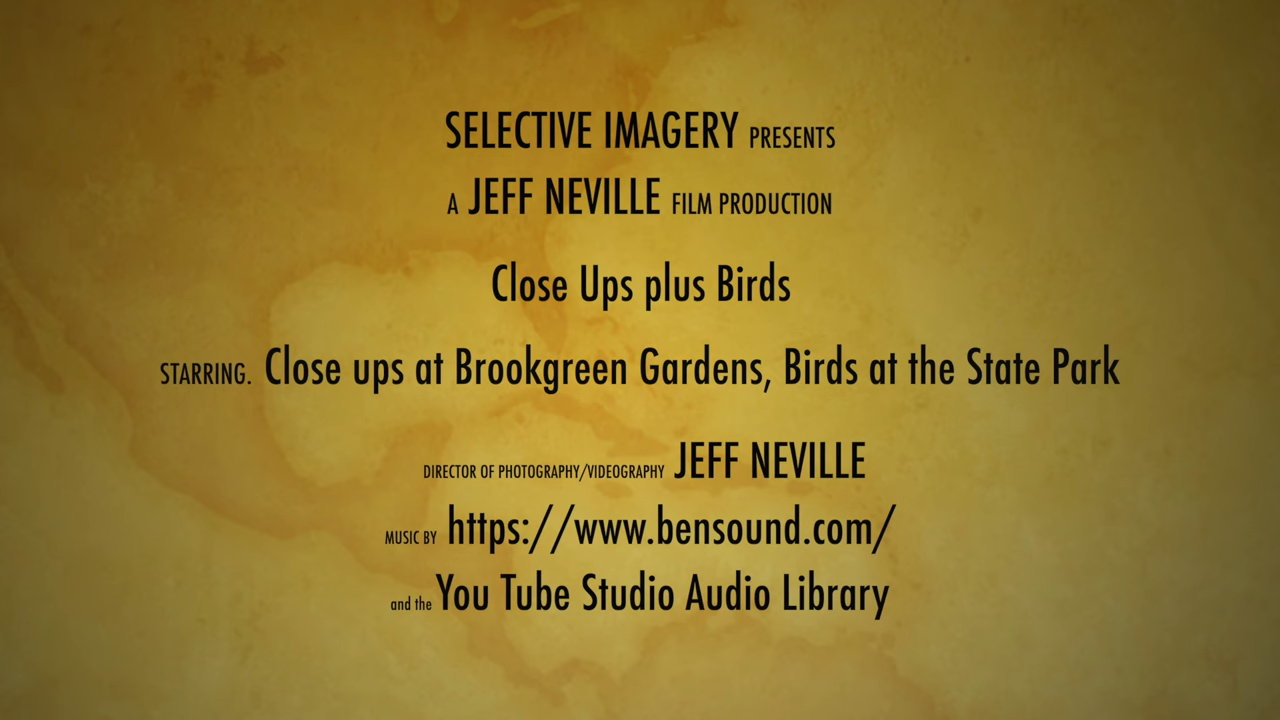 SELECTIVE IMAGERY PRESENTS
A JEFF NEVILLE FILM PRODUCTION
Close Ups plus Birds
STARRING. Close ups at Brookgreen Gardens, Birds at the State Park
DIRECTOR OF PHOTOGRAPHY/VIDEOGRAPHY JEFF NEVILLE
MUSIC BY https://www.bensound.com/
and the You Tube Studio Audio Library